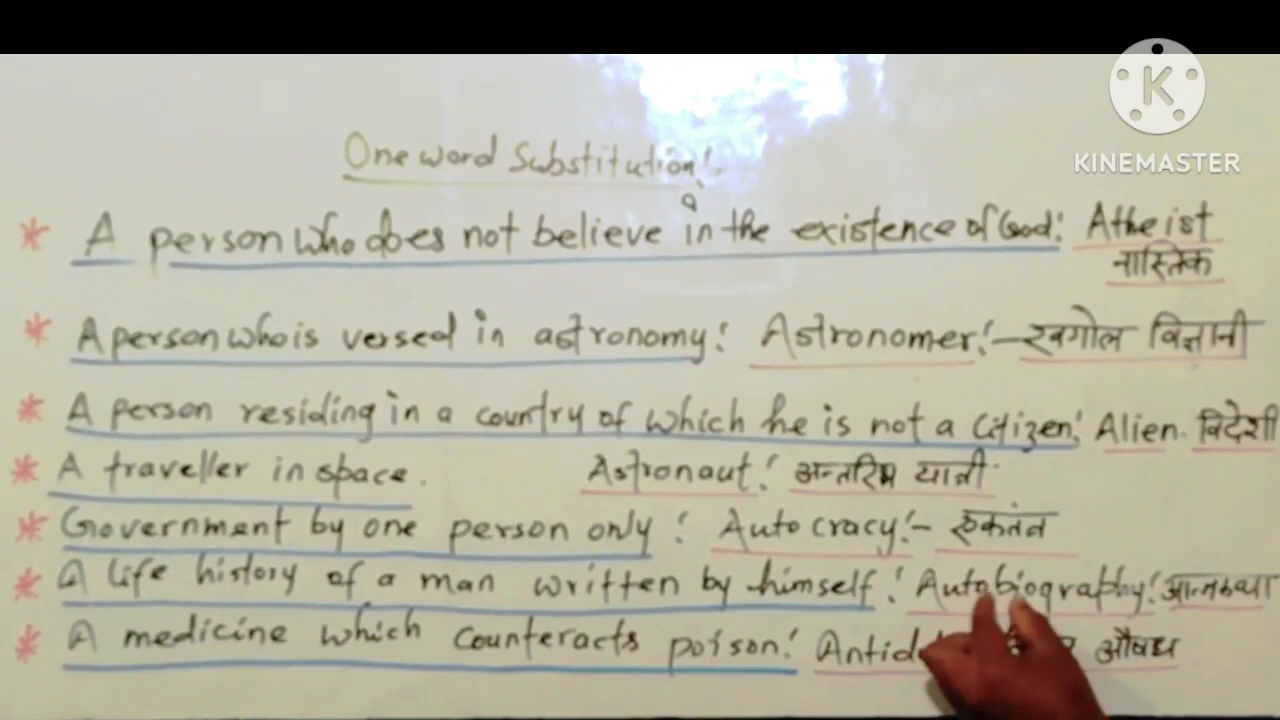 KINEMASTER
One word Substitution!
* A person who does not believe in the existence of God: Atheist
नास्तिक
* A person who is versed in astronomy! Astronomer!- खगोल विज्ञानी
* A person residing in a country of which he is not a citizen! Alien. विदेशी
* A traveller in space. Astronaut! अन्तरिक्ष यात्री
* Government by one person only! Autocracy!- एकतंत्र
* A life history of a man written by himself! Autobiography! आत्मकथा
* A medicine which counteracts poison! औषध